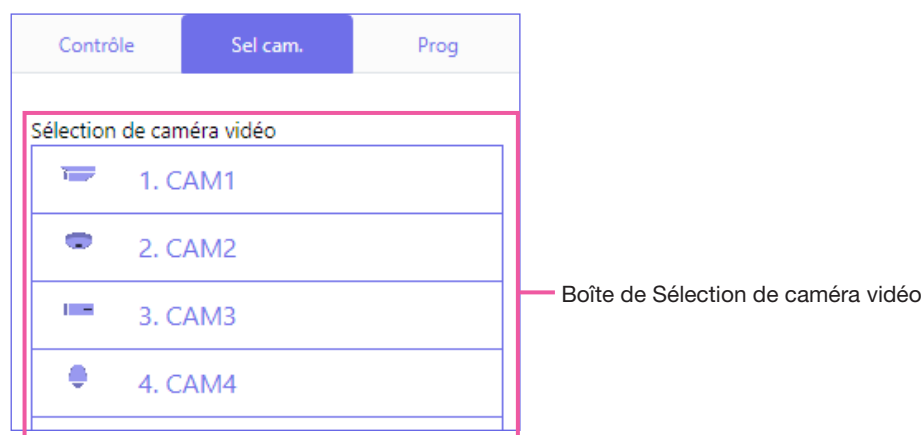 Contrôle Sel cam. Prog
Sélection de caméra vidéo
1. CAM1
2. CAM2
3. CAM3
4. CAM4
Boîte de Sélection de caméra vidéo